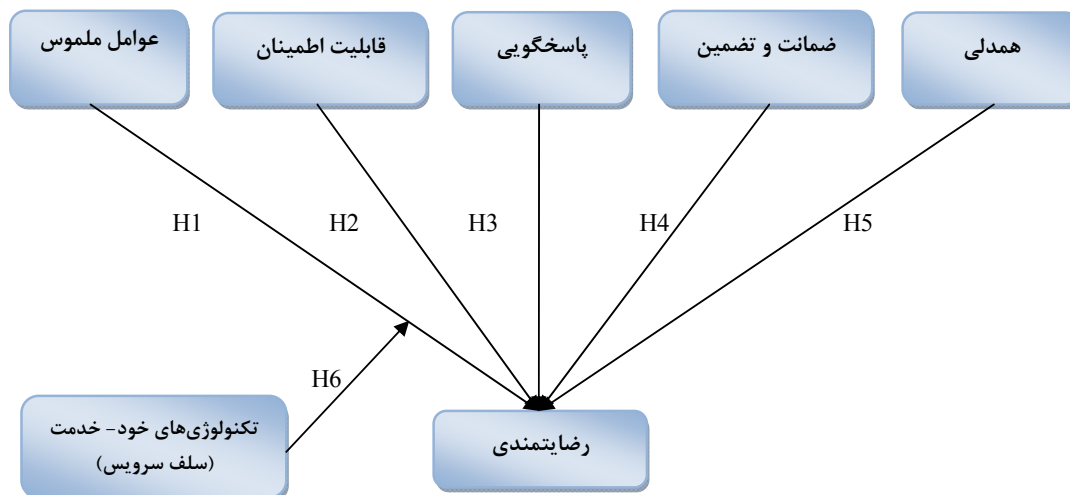 همدلی
ضمانت و تضمین
پاسخگویی
قابلیت اطمینان
عوامل ملموس
H1
H2
H3
H4
H5
H6
تکنولوژی‌های خود- خدمت
(سلف سرویس)
رضایتمندی